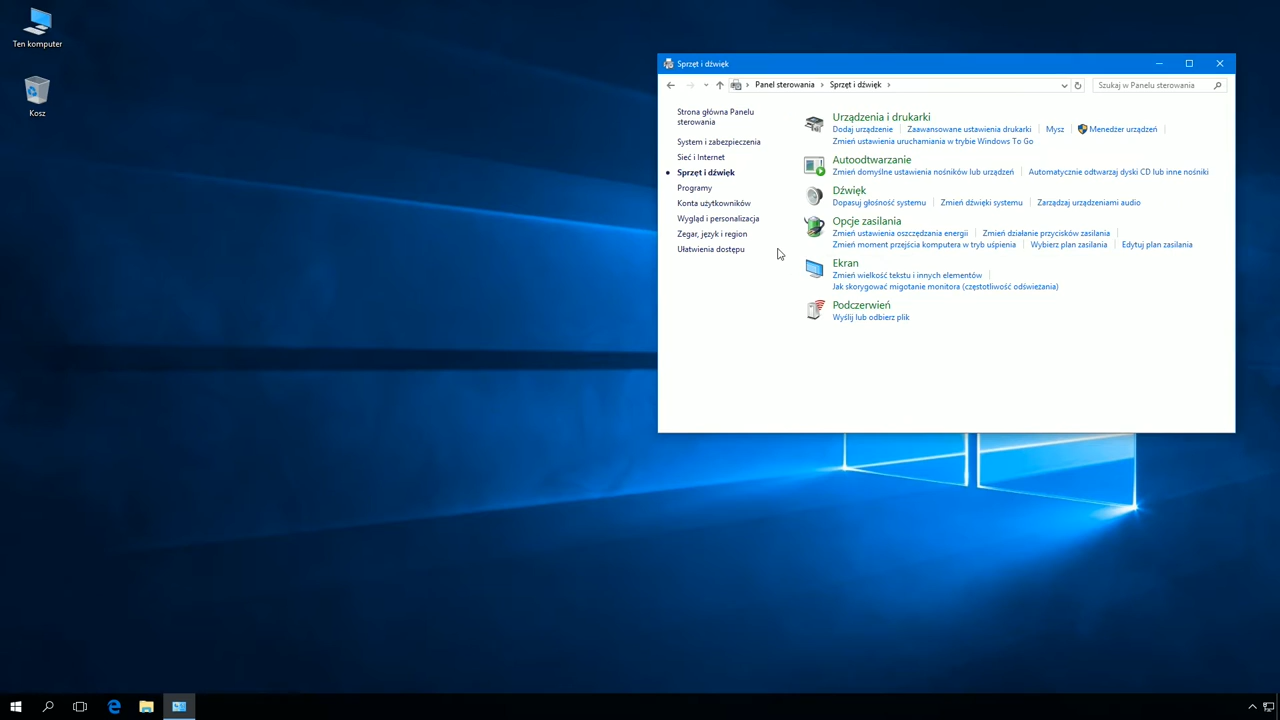 Ten komputer
Kosz
Sprzęt i dźwięk
Panel sterowania
Sprzęt i dźwięk
Szukaj w Panelu sterowania
Strona główna Panelu
sterowania
System i zabezpieczenia
Sieć i Internet
Sprzęt i dźwięk
Programy
Konta użytkowników
Wygląd i personalizacja
Zegar, język i region
Ułatwienia dostępu
Urządzenia i drukarki
Dodaj urządzenie Zaawansowane ustawienia drukarki Mysz Menedżer urządzeń
Zmień ustawienia uruchamiania w trybie Windows To Go
Autoodtwarzanie
Zmień domyślne ustawienia nośników lub urządzeń Automatycznie odtwarzaj dyski CD lub inne nośniki
Dźwięk
Dopasuj głośność systemu Zmień dźwięki systemu Zarządzaj urządzeniami audio
Opcje zasilania
Zmień ustawienia oszczędzania energii Zmień działanie przycisków zasilania
Zmień moment przejścia komputera w tryb uśpienia Wybierz plan zasilania Edytuj plan zasilania
Ekran
Zmień wielkość tekstu i innych elementów
Jak skorygować migotanie monitora (częstotliwość odświeżania)
Podczerwień
Wyślij lub odbierz plik